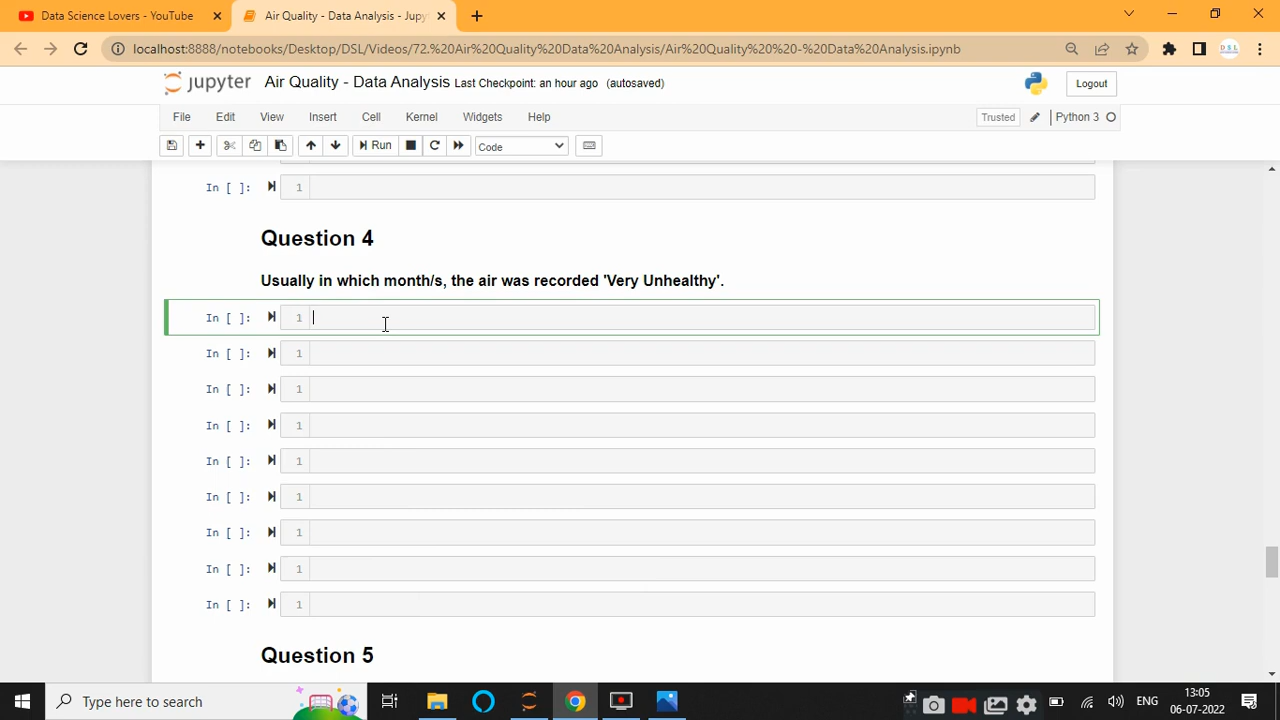 Data Science Lovers - YouTube
Air Quality - Data Analysis - Jupy
localhost:8888/notebooks/Desktop/DSL/Videos/72.%20Air%20Quality%20Data%20Analysis/Air%20Quality%20%20-%20Data%20Analysis.ipynb
DSL
jupyter Air Quality - Data Analysis Last Checkpoint: an hour ago (autosaved)
Logout
File Edit View Insert Cell Kernel Widgets Help Trusted Python 3
Run Code
In [ ]: 1
Question 4
Usually in which month/s, the air was recorded 'Very Unhealthy'.
In [ ]: 1
In [ ]: 1
In [ ]: 1
In [ ]: 1
In [ ]: 1
In [ ]: 1
In [ ]: 1
In [ ]: 1
In [ ]: 1
Question 5
Type here to search
ENG
13:05
06-07-2022